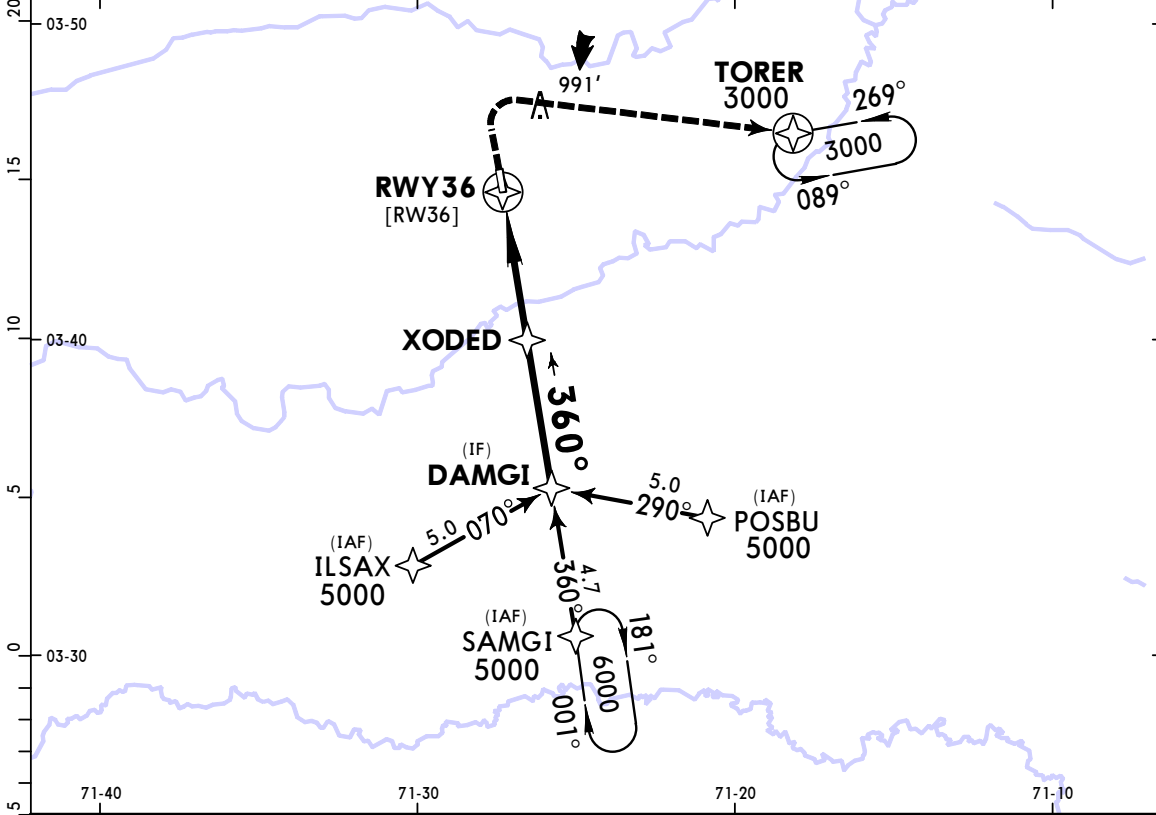 20
03-50
991'
TORER
3000
269°
3000
089°
15
RWY36
[RW36]
10
03-40
XODED
360°
(IF)
DAMGI
5
5.0
290°
(IAF)
POSBU
5000
5.0
070°
(IAF)
ILSAX
5000
4.7
360°
(IAF)
SAMGI
5000
181°
6000
001°
0
03-30
71-40
71-30
71-20
71-10
5